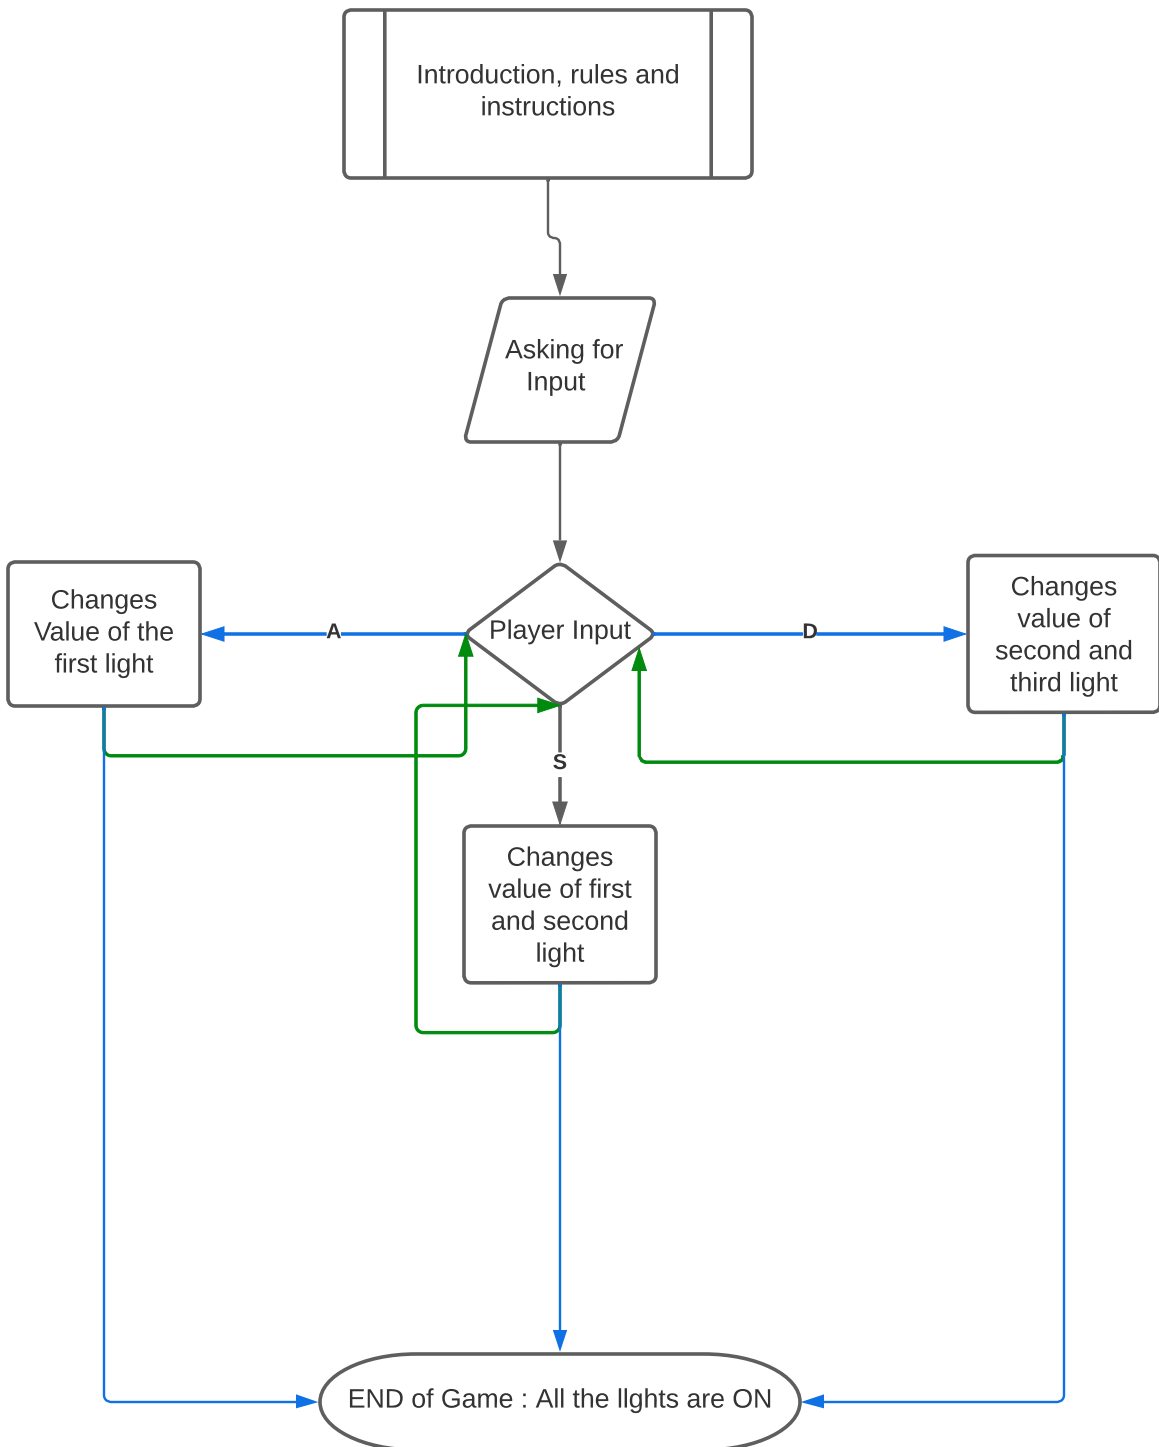 Introduction, rules and
instructions
Asking for
Input
Changes
Value of the
first light
A
Player Input
D
Changes
value of
second and
third light
S
Changes
value of first
and second
light
END of Game : All the lIghts are ON